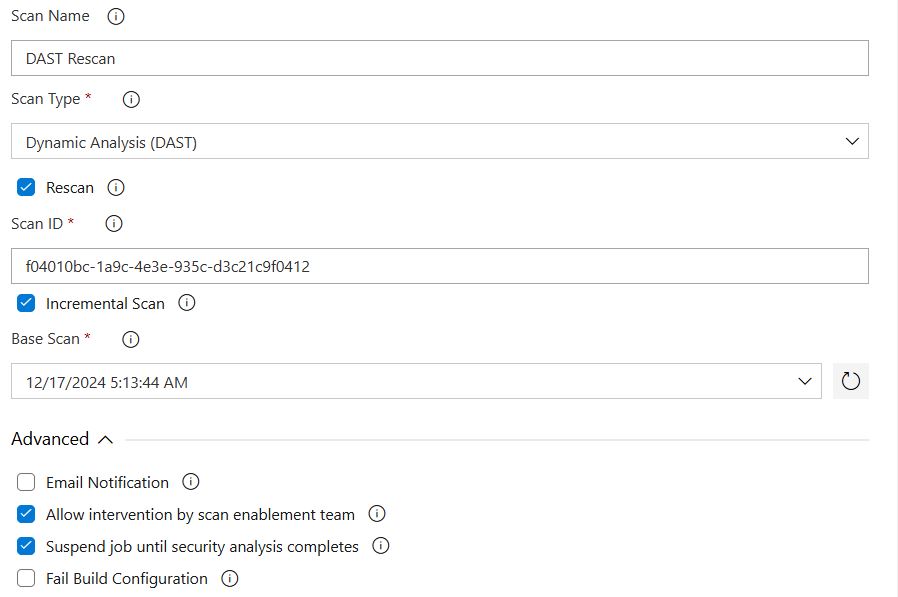 Scan Name
DAST Rescan
Scan Type *
Dynamic Analysis (DAST)
Rescan
Scan ID *
f04010bc-1a9c-4e3e-935c-d3c21c9f0412
Incremental Scan
Base Scan *
12/17/2024 5:13:44 AM
Advanced
Email Notification
Allow intervention by scan enablement team
Suspend job until security analysis completes
Fail Build Configuration